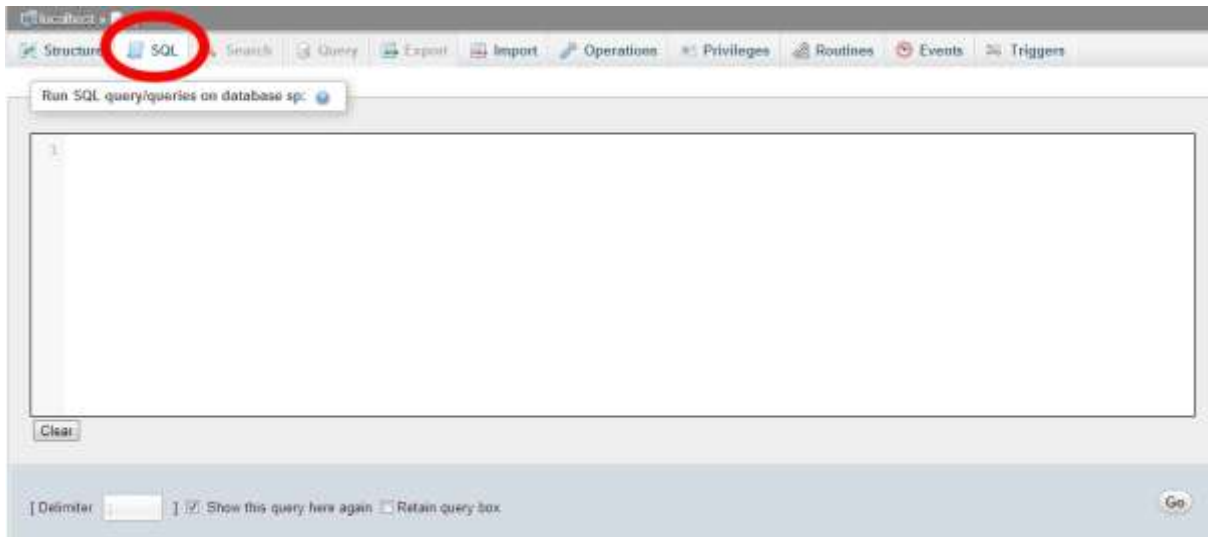 localhost »
Structure SQL Search Query Export Import Operations Privileges Routines Events Triggers
Run SQL query/queries on database sp:
1
Clear
[ Delimiter ; ] Show this query here again Retain query box
Go